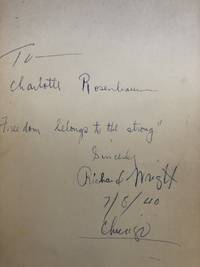 To —
Charlotte Rosenbaum
Freedom belongs to the strong"
Sincerely
Richard Wright
7/8/40
Chicago